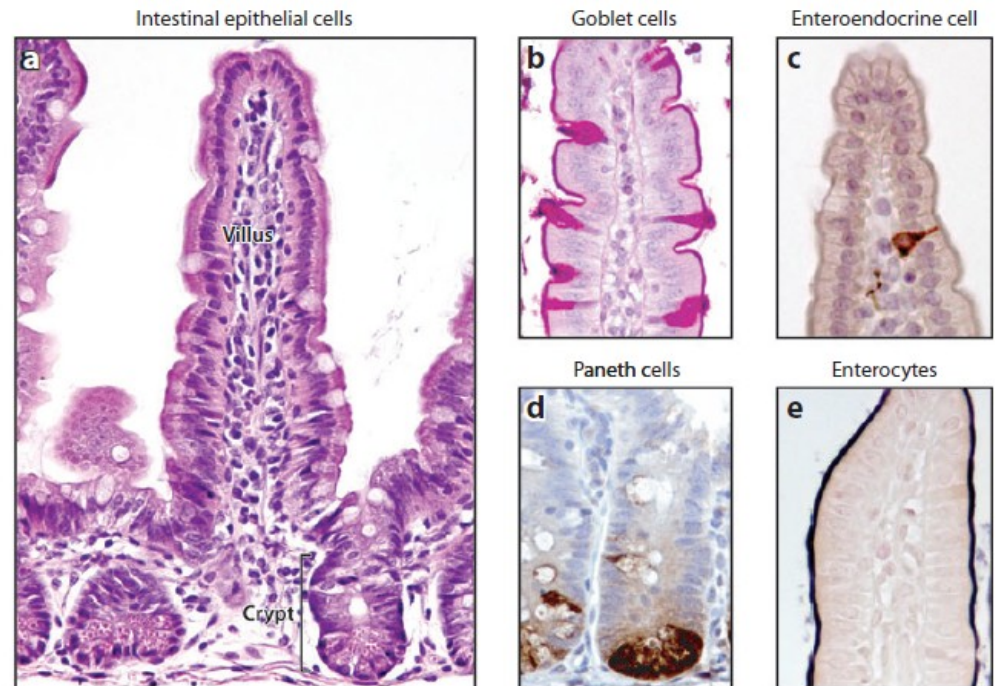 Intestinal epithelial cells
a
Villus
Crypt
Goblet cells
b
Enteroendocrine cell
c
Paneth cells
d
Enterocytes
e